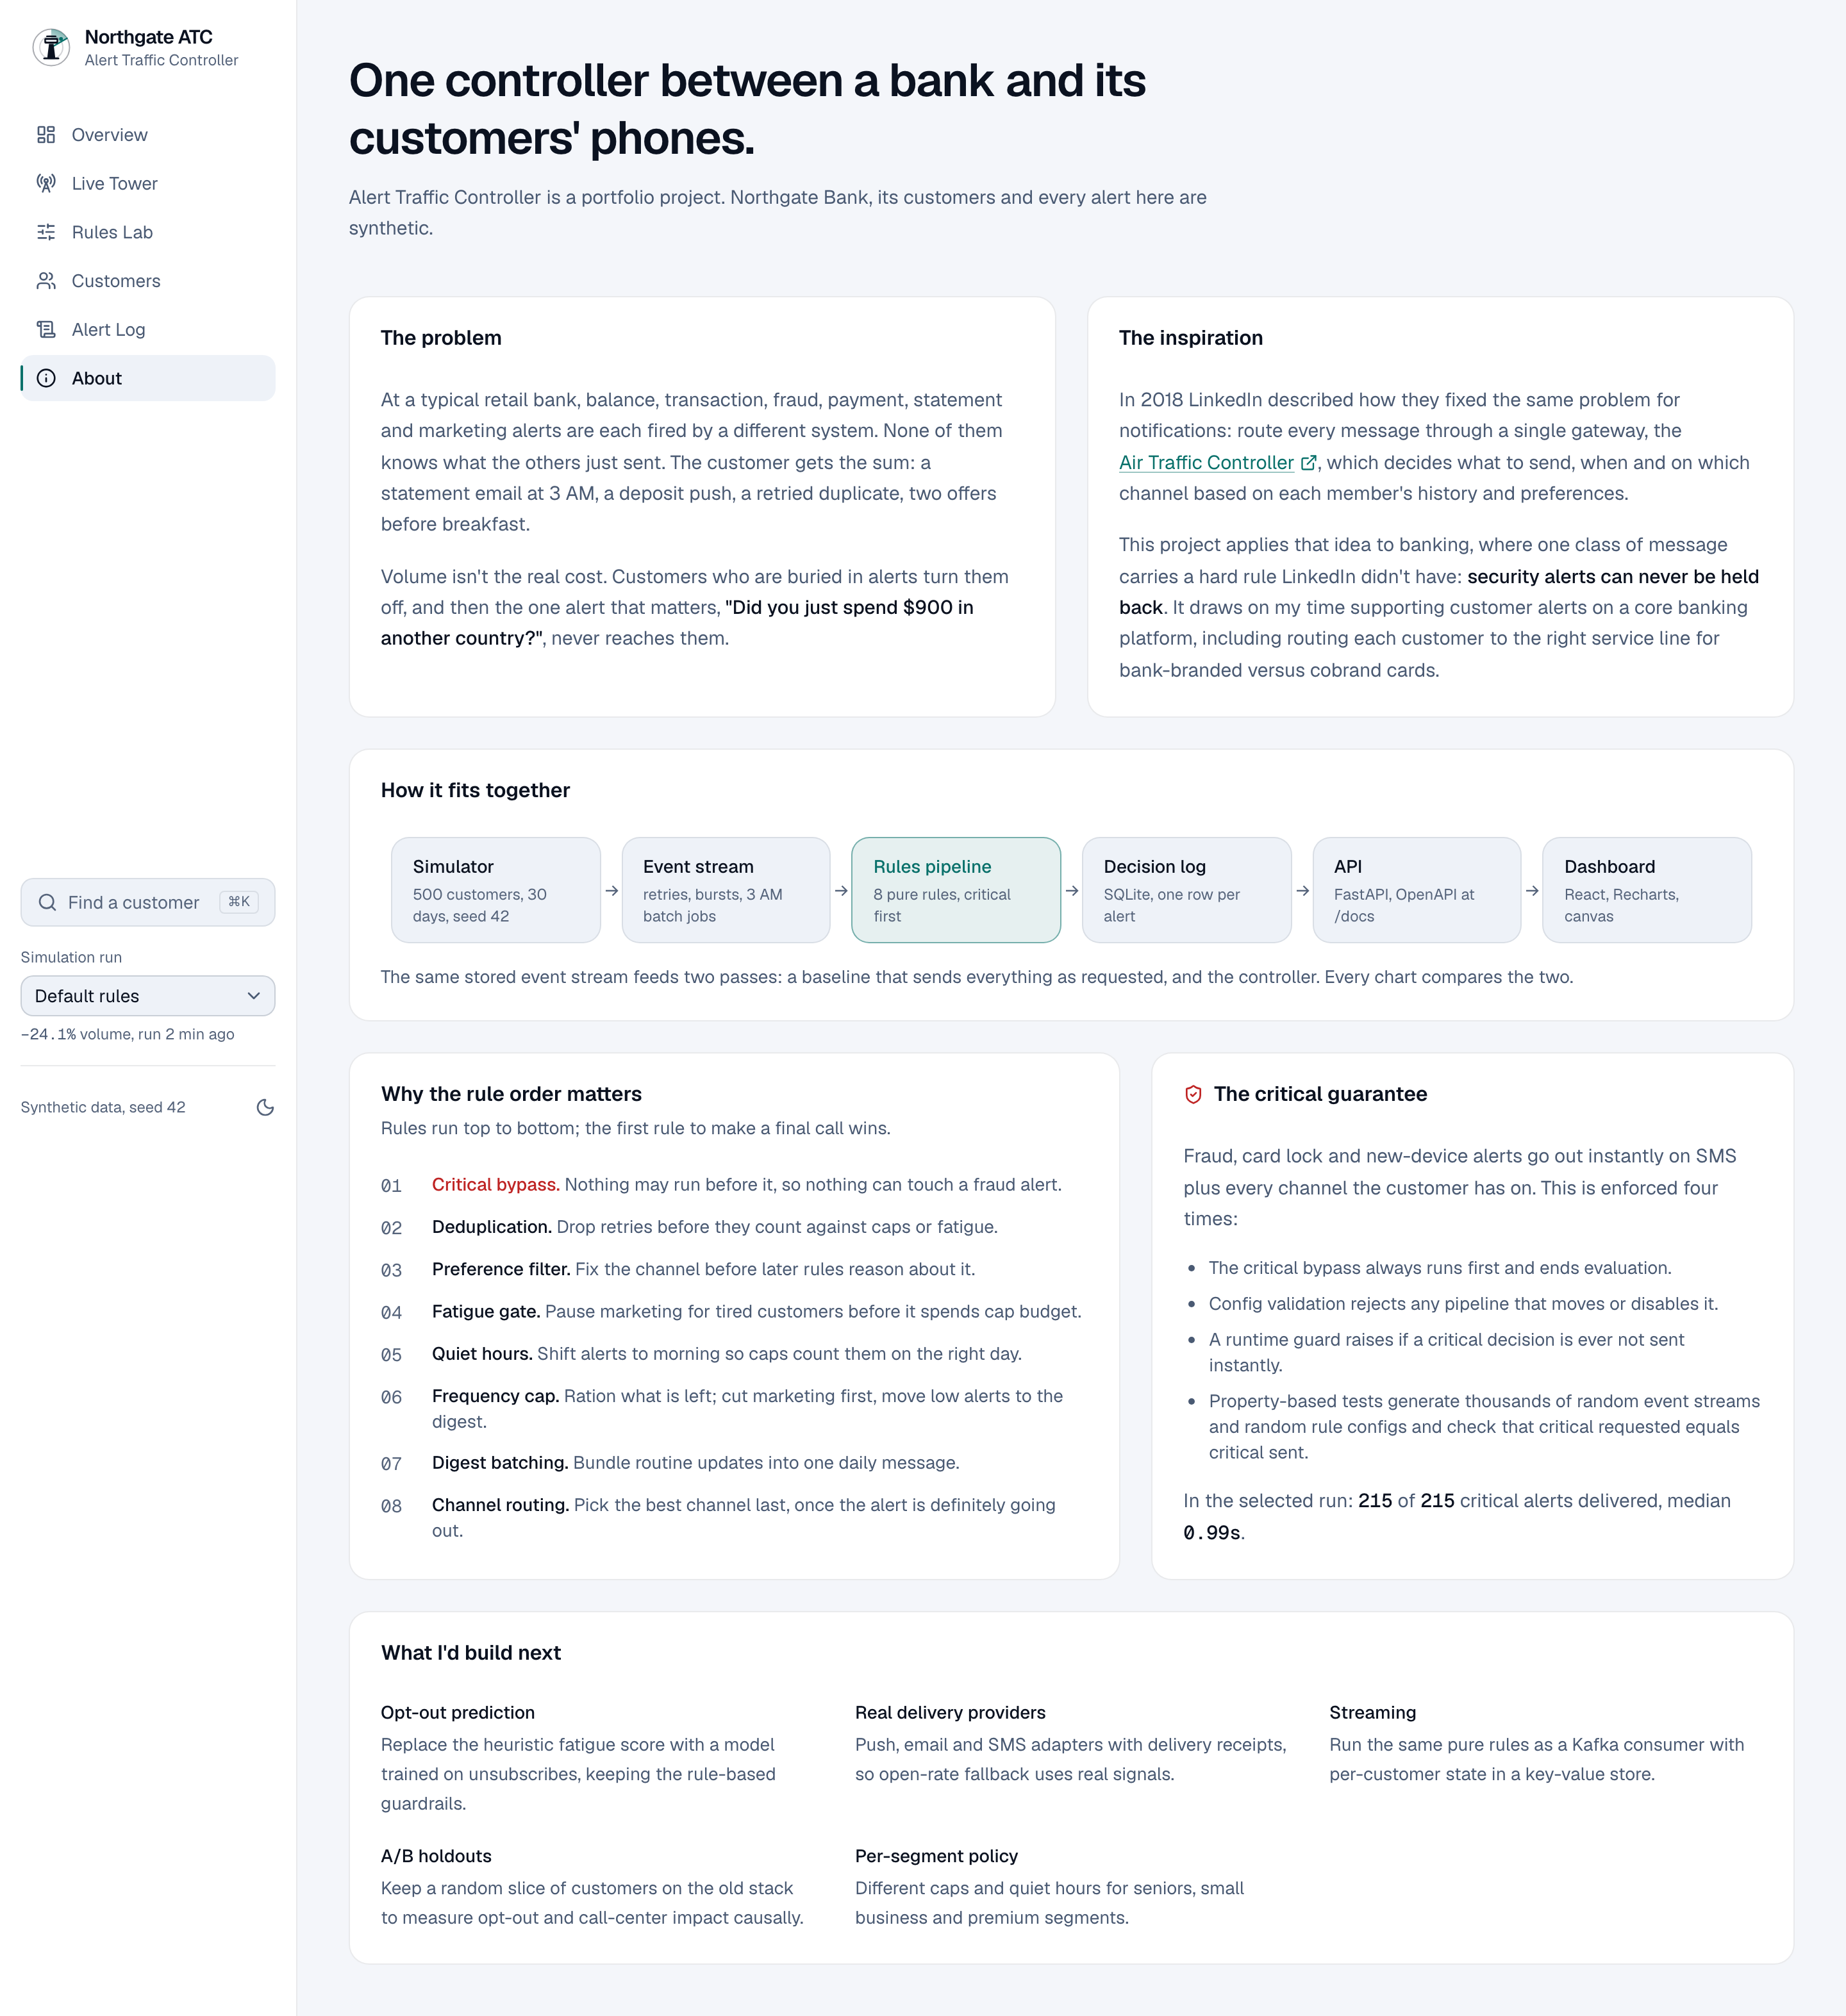 Northgate ATC
Alert Traffic Controller
Overview
Live Tower
Rules Lab
Customers
Alert Log
About
Find a customer ⌘K
Simulation run
Default rules
−24.1% volume, run 2 min ago
Synthetic data, seed 42
One controller between a bank and its
customers' phones.
Alert Traffic Controller is a portfolio project. Northgate Bank, its customers and every alert here are
synthetic.
The problem
At a typical retail bank, balance, transaction, fraud, payment, statement
and marketing alerts are each fired by a different system. None of them
knows what the others just sent. The customer gets the sum: a
statement email at 3 AM, a deposit push, a retried duplicate, two offers
before breakfast.
Volume isn't the real cost. Customers who are buried in alerts turn them
off, and then the one alert that matters, "Did you just spend $900 in
another country?", never reaches them.
The inspiration
In 2018 LinkedIn described how they fixed the same problem for
notifications: route every message through a single gateway, the
Air Traffic Controller, which decides what to send, when and on which
channel based on each member's history and preferences.
This project applies that idea to banking, where one class of message
carries a hard rule LinkedIn didn't have: security alerts can never be held
back. It draws on my time supporting customer alerts on a core banking
platform, including routing each customer to the right service line for
bank-branded versus cobrand cards.
How it fits together
Simulator
500 customers, 30
days, seed 42
→
Event stream
retries, bursts, 3 AM
batch jobs
→
Rules pipeline
8 pure rules, critical
first
→
Decision log
SQLite, one row per
alert
→
API
FastAPI, OpenAPI at
/docs
→
Dashboard
React, Recharts,
canvas
The same stored event stream feeds two passes: a baseline that sends everything as requested, and the controller. Every chart compares the two.
Why the rule order matters
Rules run top to bottom; the first rule to make a final call wins.
01 Critical bypass. Nothing may run before it, so nothing can touch a fraud alert.
02 Deduplication. Drop retries before they count against caps or fatigue.
03 Preference filter. Fix the channel before later rules reason about it.
04 Fatigue gate. Pause marketing for tired customers before it spends cap budget.
05 Quiet hours. Shift alerts to morning so caps count them on the right day.
06 Frequency cap. Ration what is left; cut marketing first, move low alerts to the
digest.
07 Digest batching. Bundle routine updates into one daily message.
08 Channel routing. Pick the best channel last, once the alert is definitely going
out.
The critical guarantee
Fraud, card lock and new-device alerts go out instantly on SMS
plus every channel the customer has on. This is enforced four
times:
• The critical bypass always runs first and ends evaluation.
• Config validation rejects any pipeline that moves or disables it.
• A runtime guard raises if a critical decision is ever not sent
instantly.
• Property-based tests generate thousands of random event streams
and random rule configs and check that critical requested equals
critical sent.
In the selected run: 215 of 215 critical alerts delivered, median
0.99s.
What I'd build next
Opt-out prediction
Replace the heuristic fatigue score with a model
trained on unsubscribes, keeping the rule-based
guardrails.
Real delivery providers
Push, email and SMS adapters with delivery receipts,
so open-rate fallback uses real signals.
Streaming
Run the same pure rules as a Kafka consumer with
per-customer state in a key-value store.
A/B holdouts
Keep a random slice of customers on the old stack
to measure opt-out and call-center impact causally.
Per-segment policy
Different caps and quiet hours for seniors, small
business and premium segments.